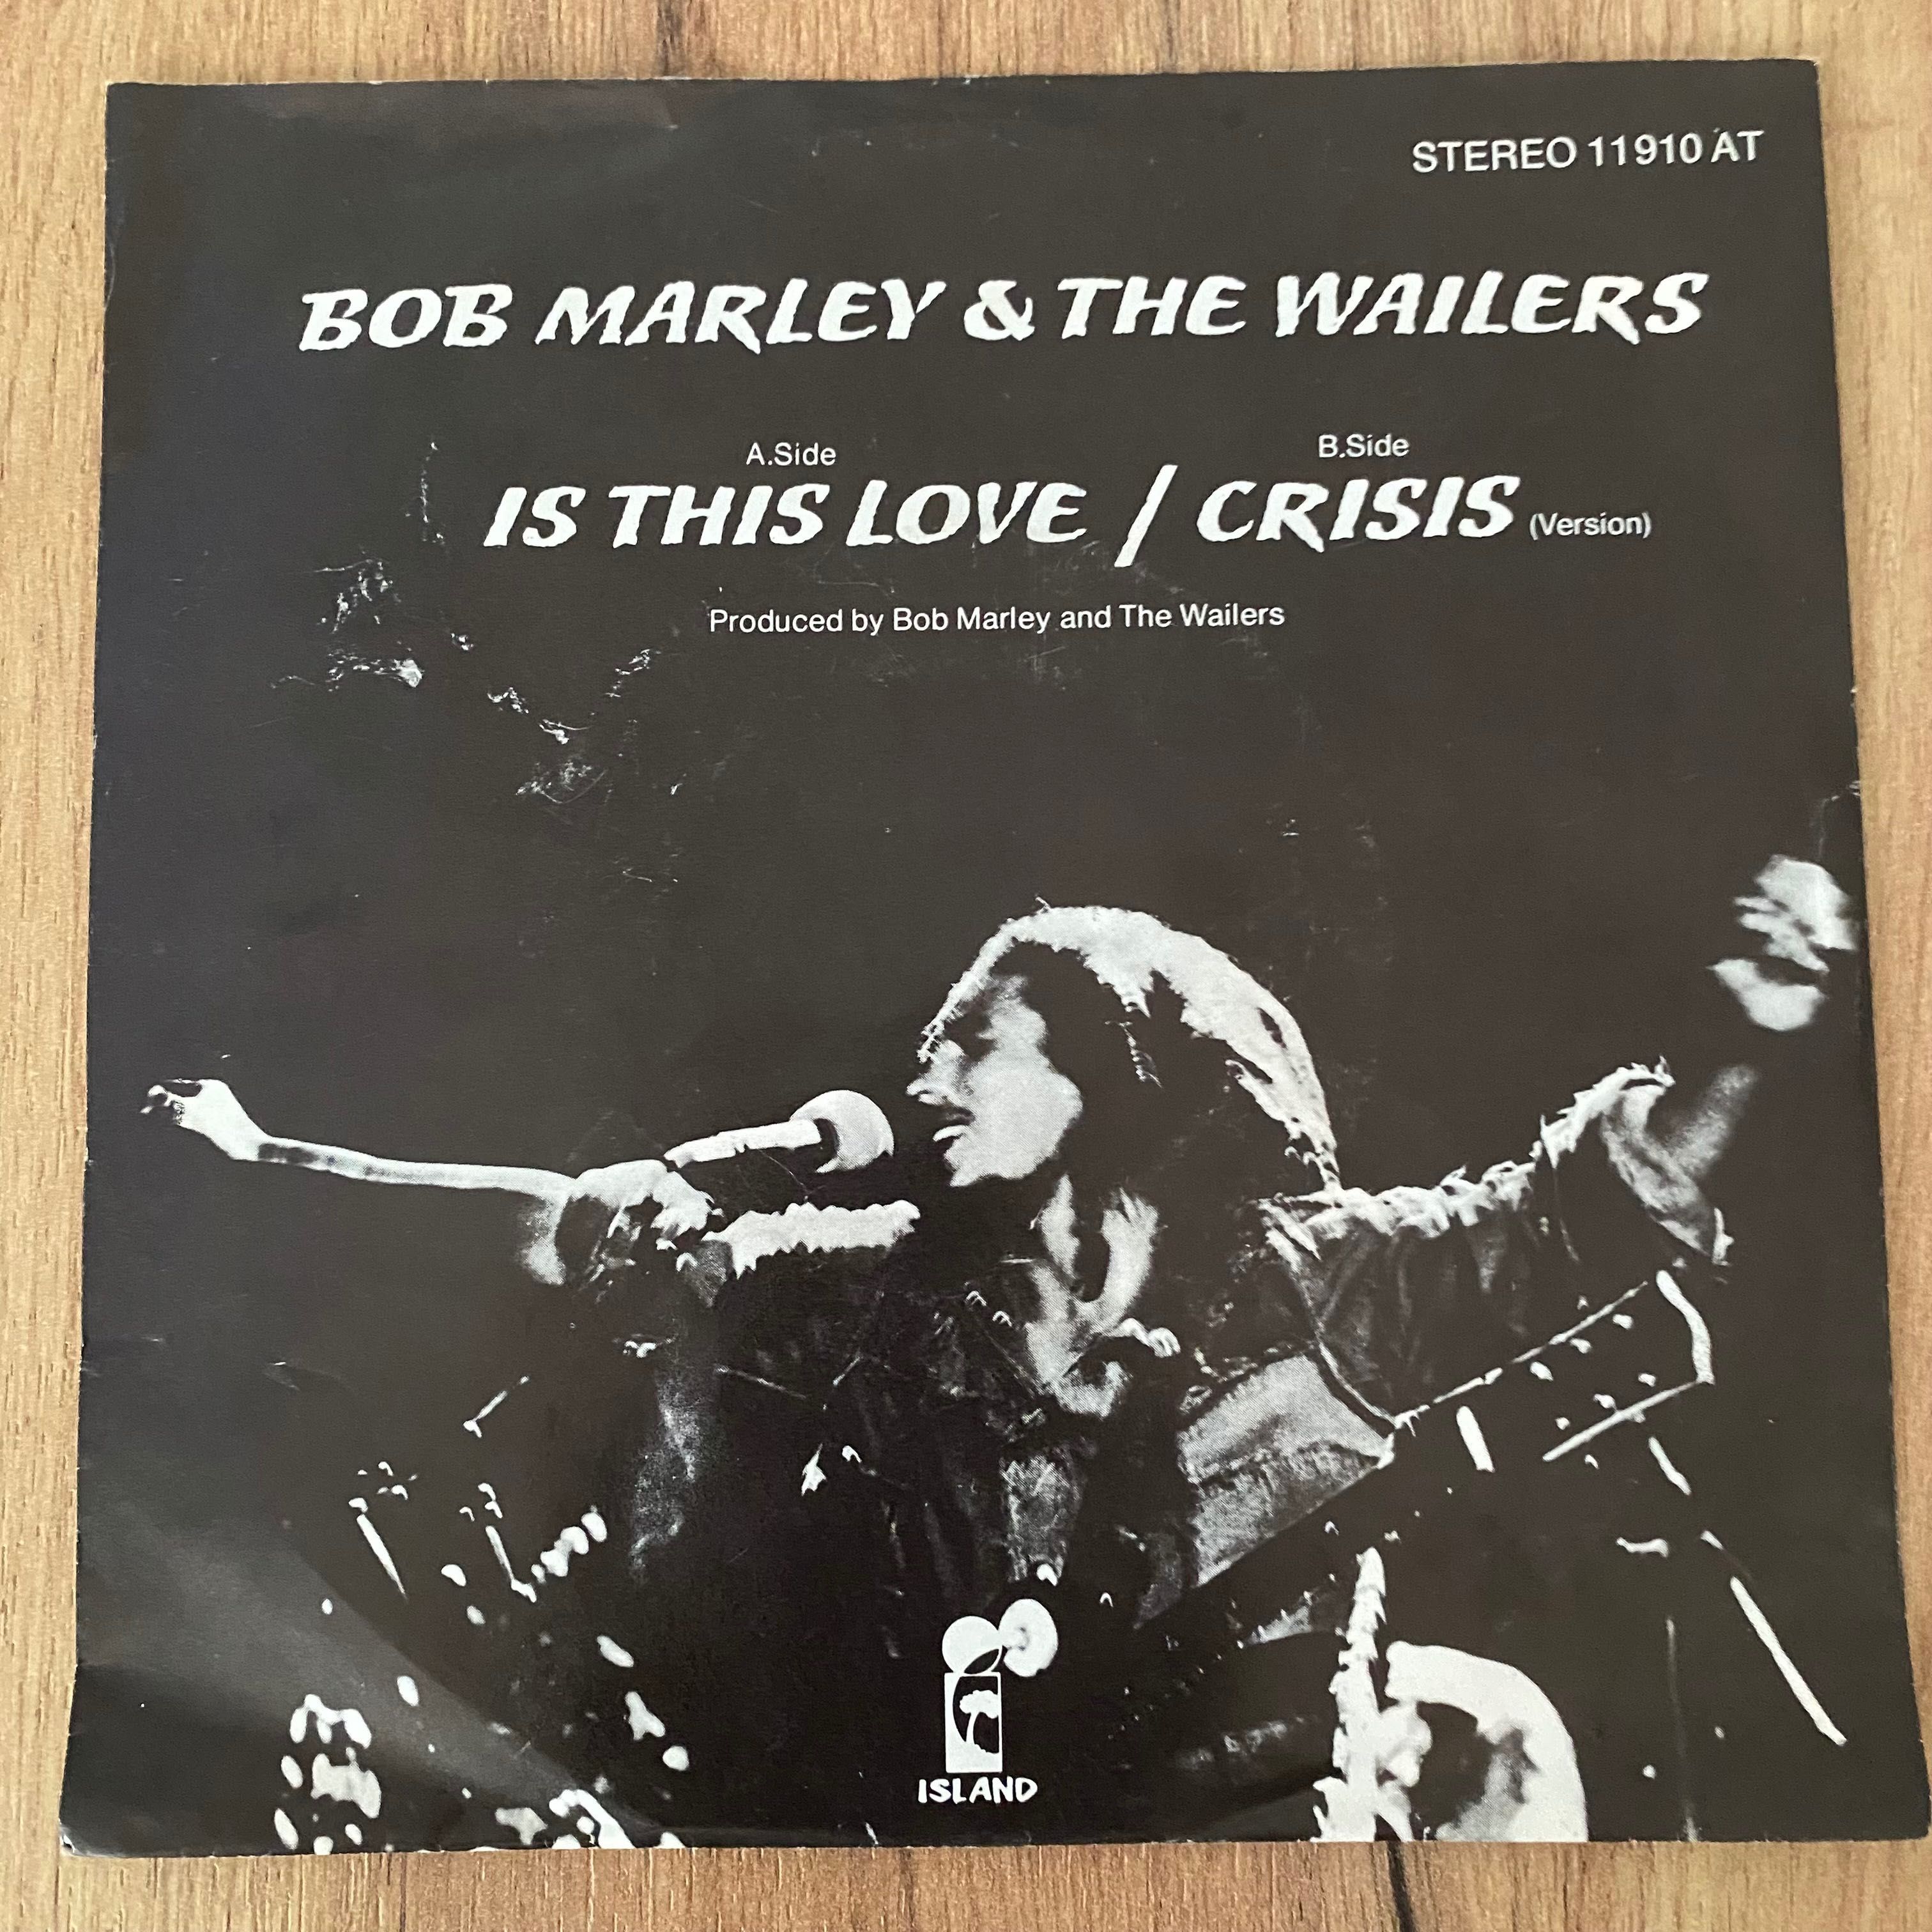 STEREO 11910 AT
BOB MARLEY & THE WAILERS
A.Side B.Side
IS THIS LOVE / CRISIS (Version)
Produced by Bob Marley and The Wailers
ISLAND